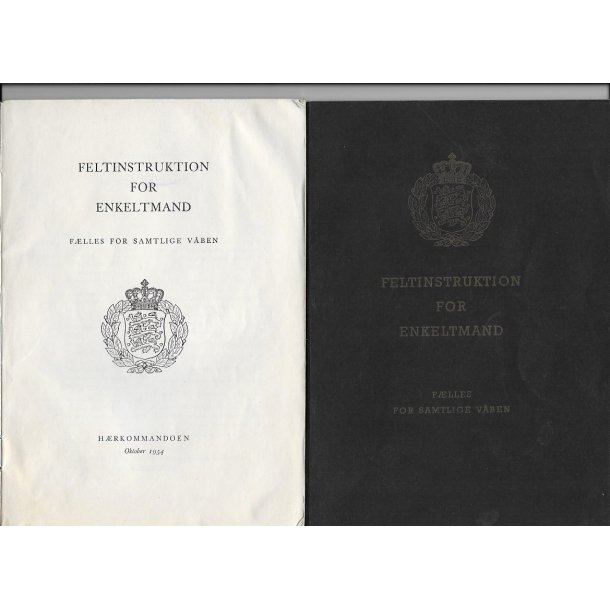 FELTINSTRUKTION
FOR
ENKELTMAND
FÆLLES FOR SAMTLIGE VÅBEN
HÆRKOMMANDOEN
Oktober 1954
FELTINSTRUKTION
FOR
ENKELTMAND
FÆLLES
FOR SAMTLIGE VÅBEN